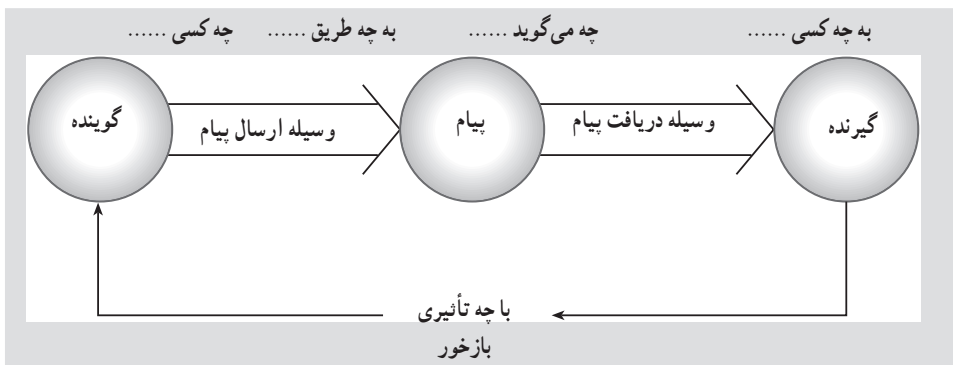 چه کسی ......
به چه طریق ......
چه می‌گوید ......
به چه کسی ......
گوینده
وسیله ارسال پیام
پیام
وسیله دریافت پیام
گیرنده
با چه تأثیری
بازخور